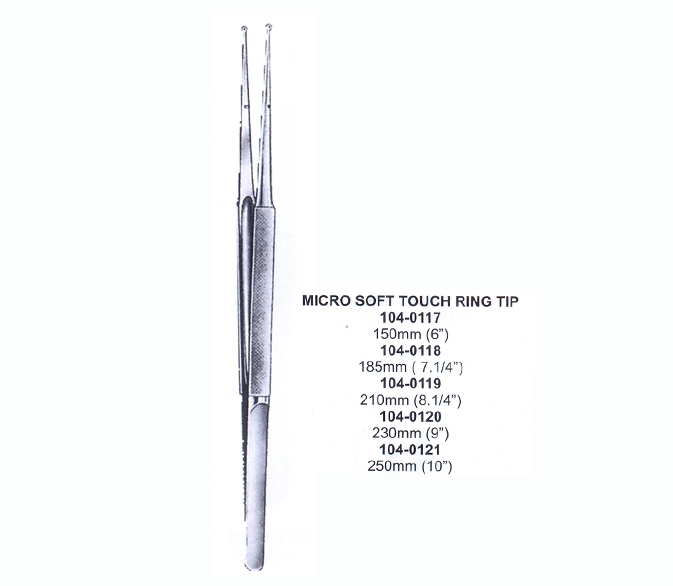 MICRO SOFT TOUCH RING TIP
104-0117
150mm (6”)
104-0118
185mm ( 7.1/4”)
104-0119
210mm (8.1/4”)
104-0120
230mm (9”)
104-0121
250mm (10”)